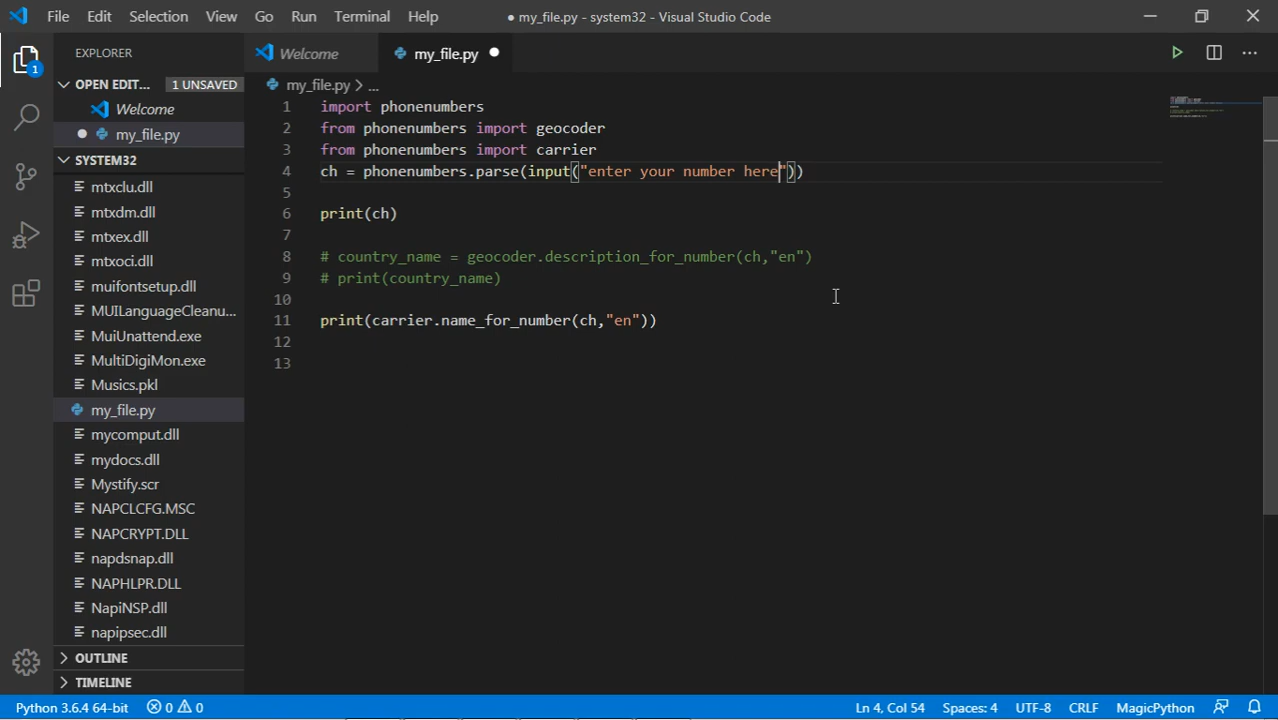 File Edit Selection View Go Run Terminal Help ● my_file.py - system32 - Visual Studio Code
EXPLORER
Welcome
my_file.py
OPEN EDIT... 1 UNSAVED
Welcome
my_file.py
SYSTEM32
mtxclu.dll
mtxdm.dll
mtxex.dll
mtxoci.dll
muifontsetup.dll
MUILanguageCleanu...
MuiUnattend.exe
MultiDigiMon.exe
Musics.pkl
my_file.py
mycomput.dll
mydocs.dll
Mystify.scr
NAPCLCFG.MSC
NAPCRYPT.DLL
napdsnap.dll
NAPHLPR.DLL
NapiNSP.dll
napipsec.dll
OUTLINE
TIMELINE
my_file.py > ...
1 import phonenumbers
2 from phonenumbers import geocoder
3 from phonenumbers import carrier
4 ch = phonenumbers.parse(input("enter your number here"))
5
6 print(ch)
7
8 # country_name = geocoder.description_for_number(ch,"en")
9 # print(country_name)
10
11 print(carrier.name_for_number(ch,"en"))
12
13
1
Python 3.6.4 64-bit 0 0 Ln 4, Col 54 Spaces: 4 UTF-8 CRLF MagicPython